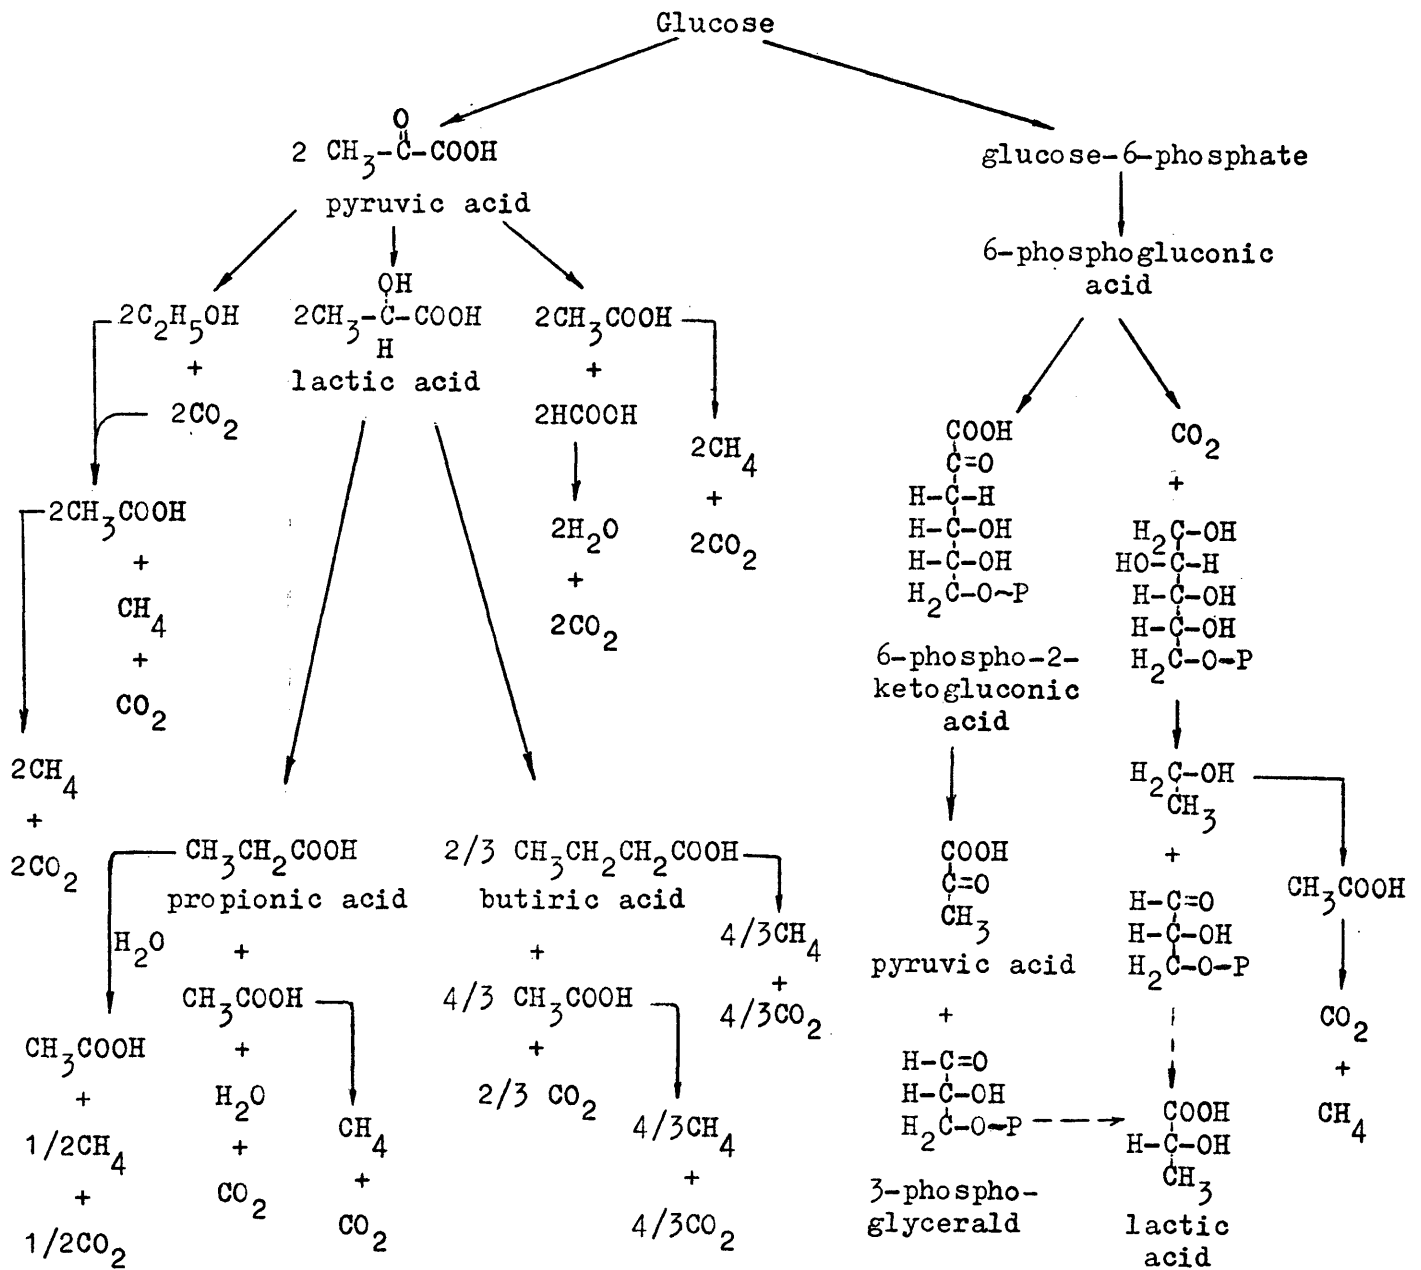 Glucose
O
2 CH3-C-COOH
pyruvic acid
glucose-6-phosphate
6-phosphogluconic
acid
2C2H5OH
+
2CO2
OH
2CH3-C-COOH
H
lactic acid
2CH3COOH
+
2HCOOH
2H2O
+
2CO2
2CH4
+
2CO2
2CH3COOH
+
CH4
+
CO2
2CH4
+
2CO2
CH3CH2COOH
propionic acid
+
CH3COOH
+
H2O
+
CO2
H2O
CH3COOH
+
1/2CH4
+
1/2CO2
CH4
+
CO2
2/3 CH3CH2CH2COOH
butiric acid
+
4/3 CH3COOH
+
2/3 CO2
4/3CH4
+
4/3CO2
4/3CH4
+
4/3CO2
COOH
C=O
H-C-H
H-C-OH
H-C-OH
H2C-O~P
6-phospho-2-
ketogluconic
acid
COOH
C=O
CH3
pyruvic acid
+
H-C=O
H-C-OH
H2C-O~P
3-phospho-
glycerald
CO2
+
H2C-OH
HO-C-H
H-C-OH
H-C-OH
H2C-O~P
H2C-OH
CH3
+
H-C=O
H-C-OH
H2C-O~P
COOH
H-C-OH
CH3
lactic
acid
CH3COOH
CO2
+
CH4